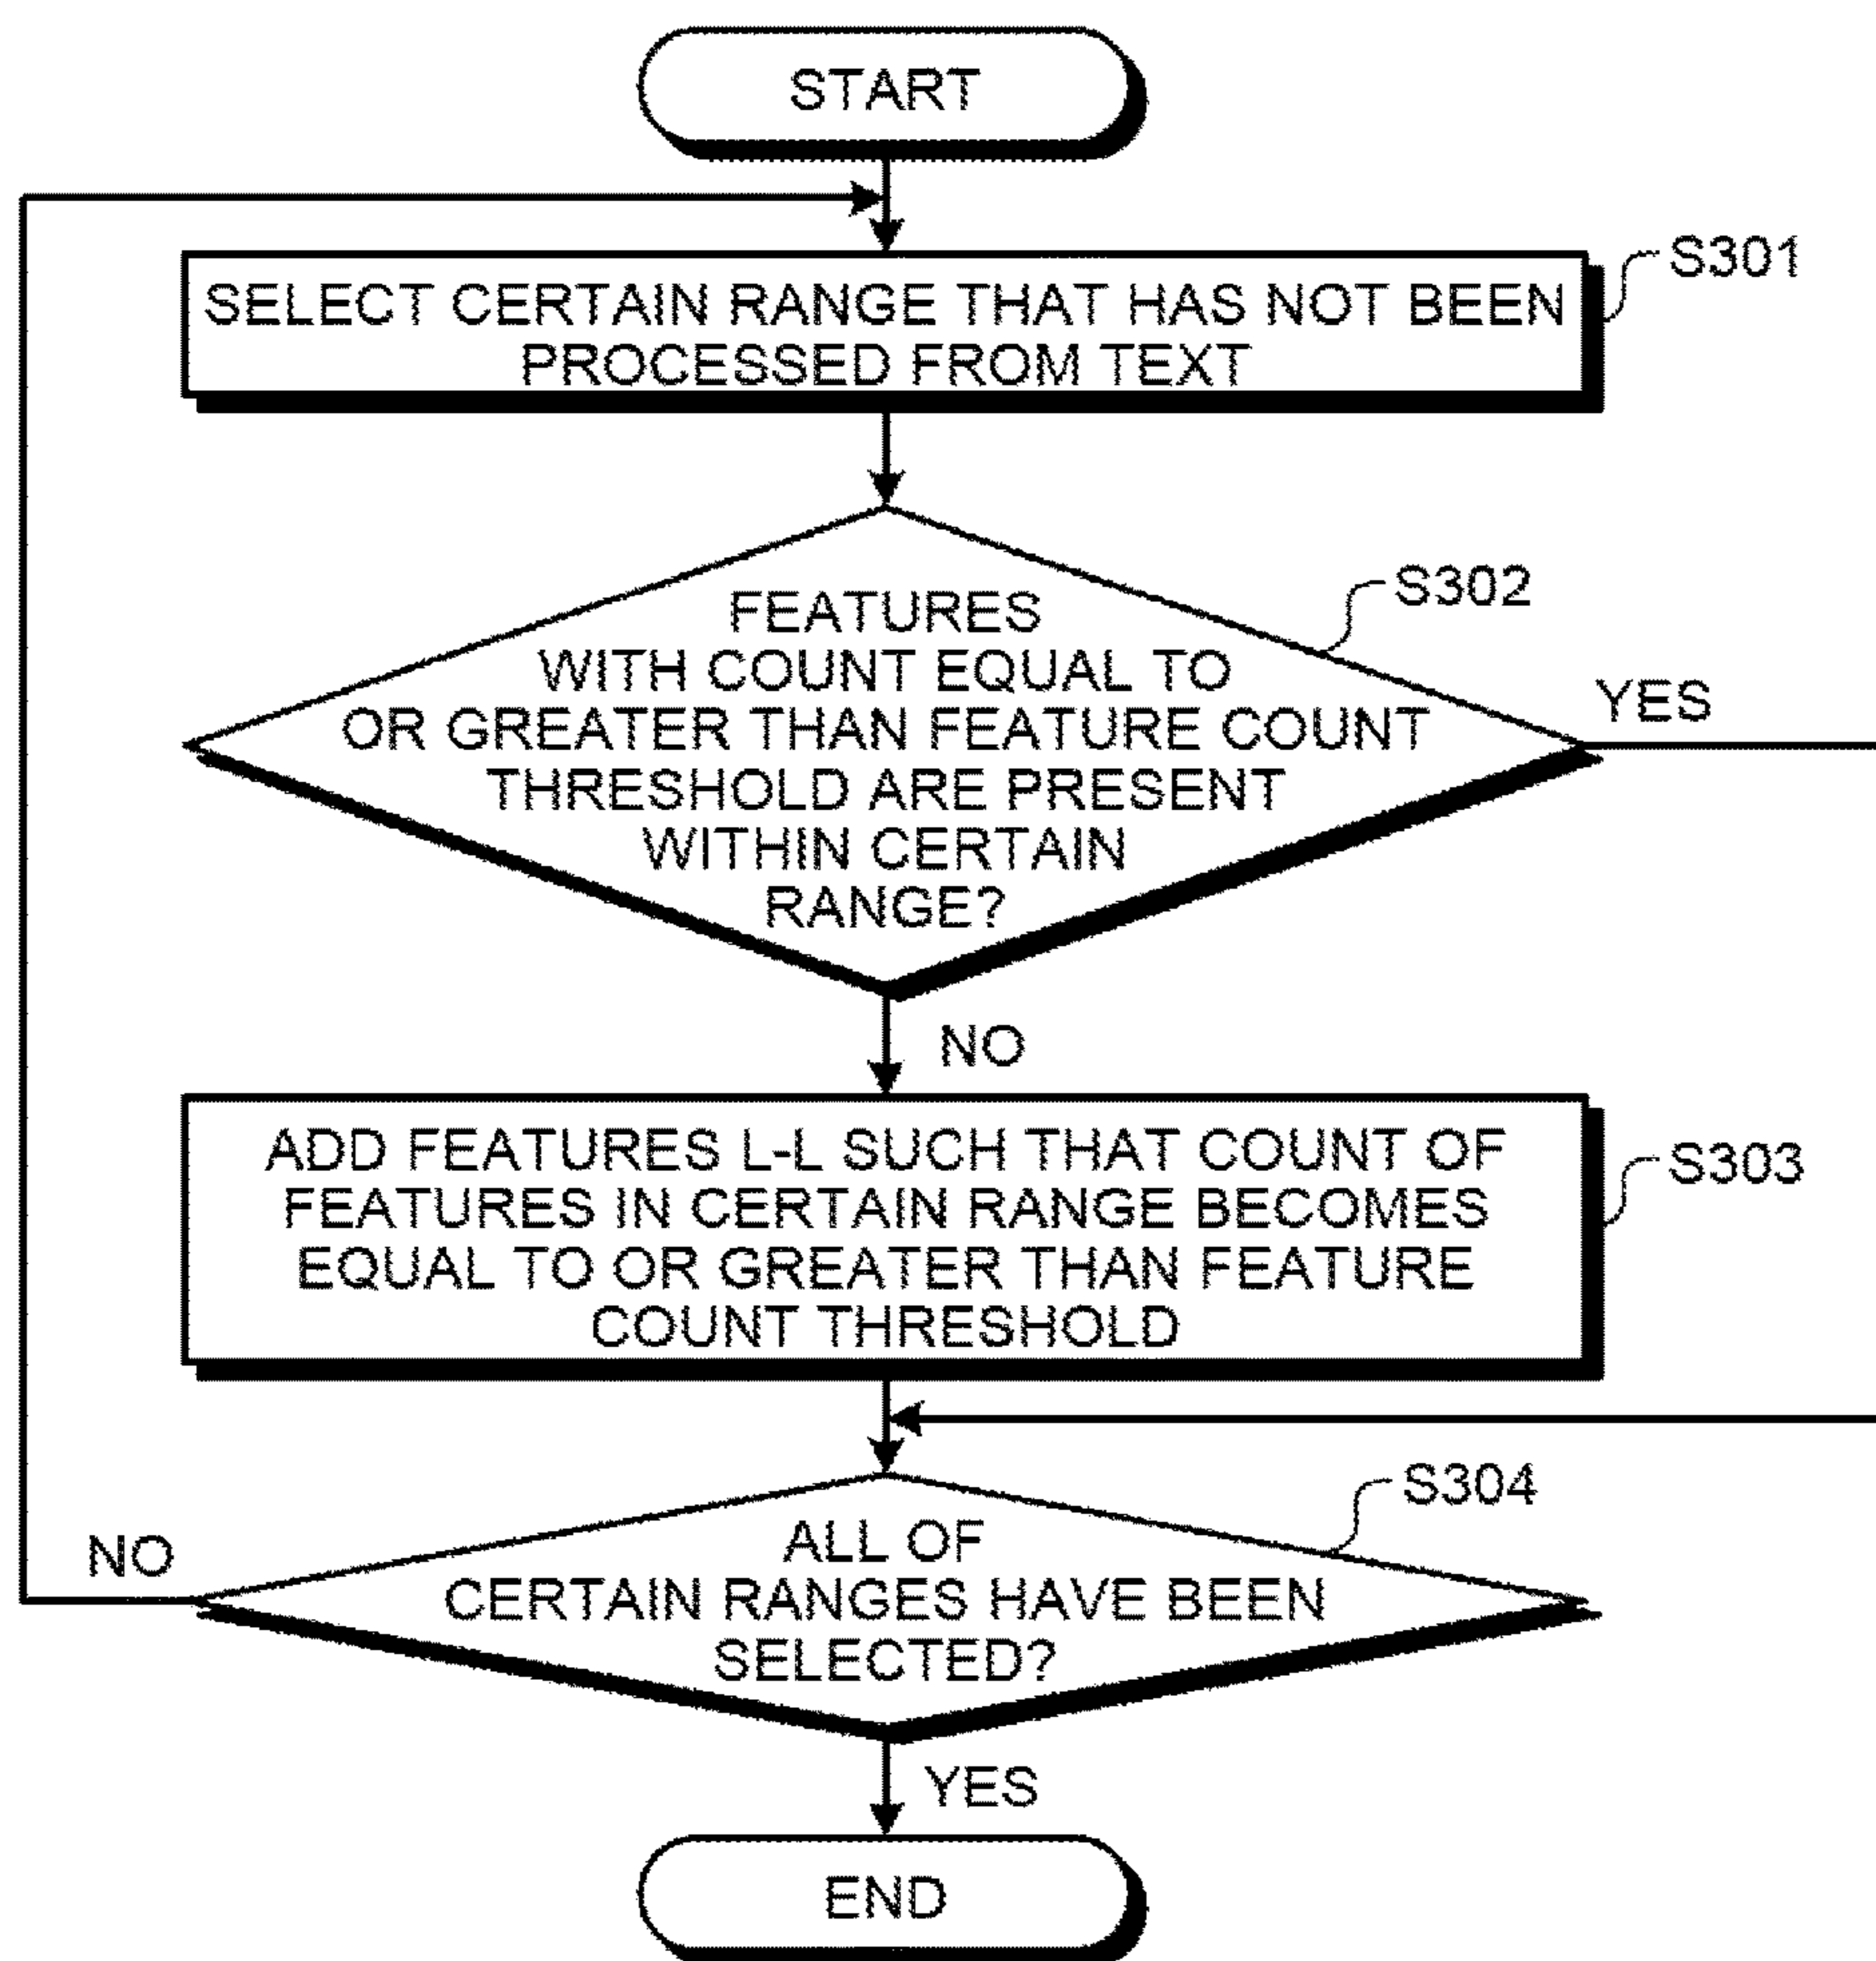 START
S301
SELECT CERTAIN RANGE THAT HAS NOT BEEN
PROCESSED FROM TEXT
S302
FEATURES
WITH COUNT EQUAL TO
OR GREATER THAN FEATURE COUNT
THRESHOLD ARE PRESENT
WITHIN CERTAIN
RANGE?
YES
NO
S303
ADD FEATURES L-L SUCH THAT COUNT OF
FEATURES IN CERTAIN RANGE BECOMES
EQUAL TO OR GREATER THAN FEATURE
COUNT THRESHOLD
S304
ALL OF
CERTAIN RANGES HAVE BEEN
SELECTED?
NO
YES
END